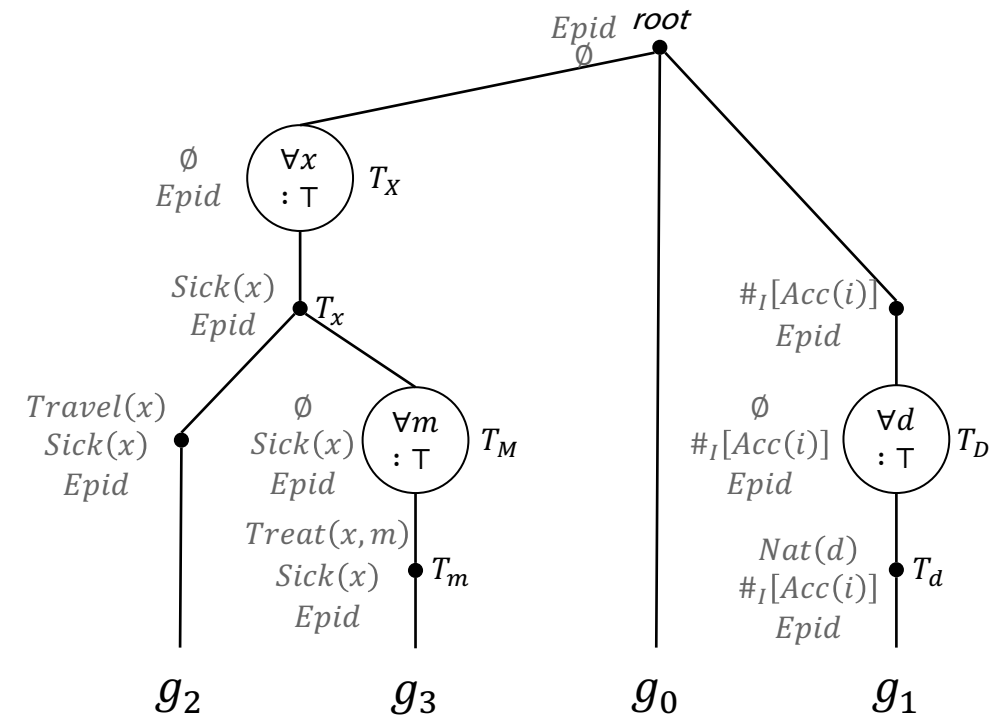 Epid root
∅
∀x
: ⊤
T_X
∅
Epid
Sick(x)
Epid
T_x
#_I[Acc(i)]
Epid
Travel(x)
Sick(x)
Epid
∅
Sick(x)
Epid
∀m
: ⊤
T_M
∅
#_I[Acc(i)]
Epid
∀d
: ⊤
T_D
Treat(x, m)
Sick(x)
Epid
T_m
Nat(d)
#_I[Acc(i)]
Epid
T_d
g_2 g_3 g_0 g_1